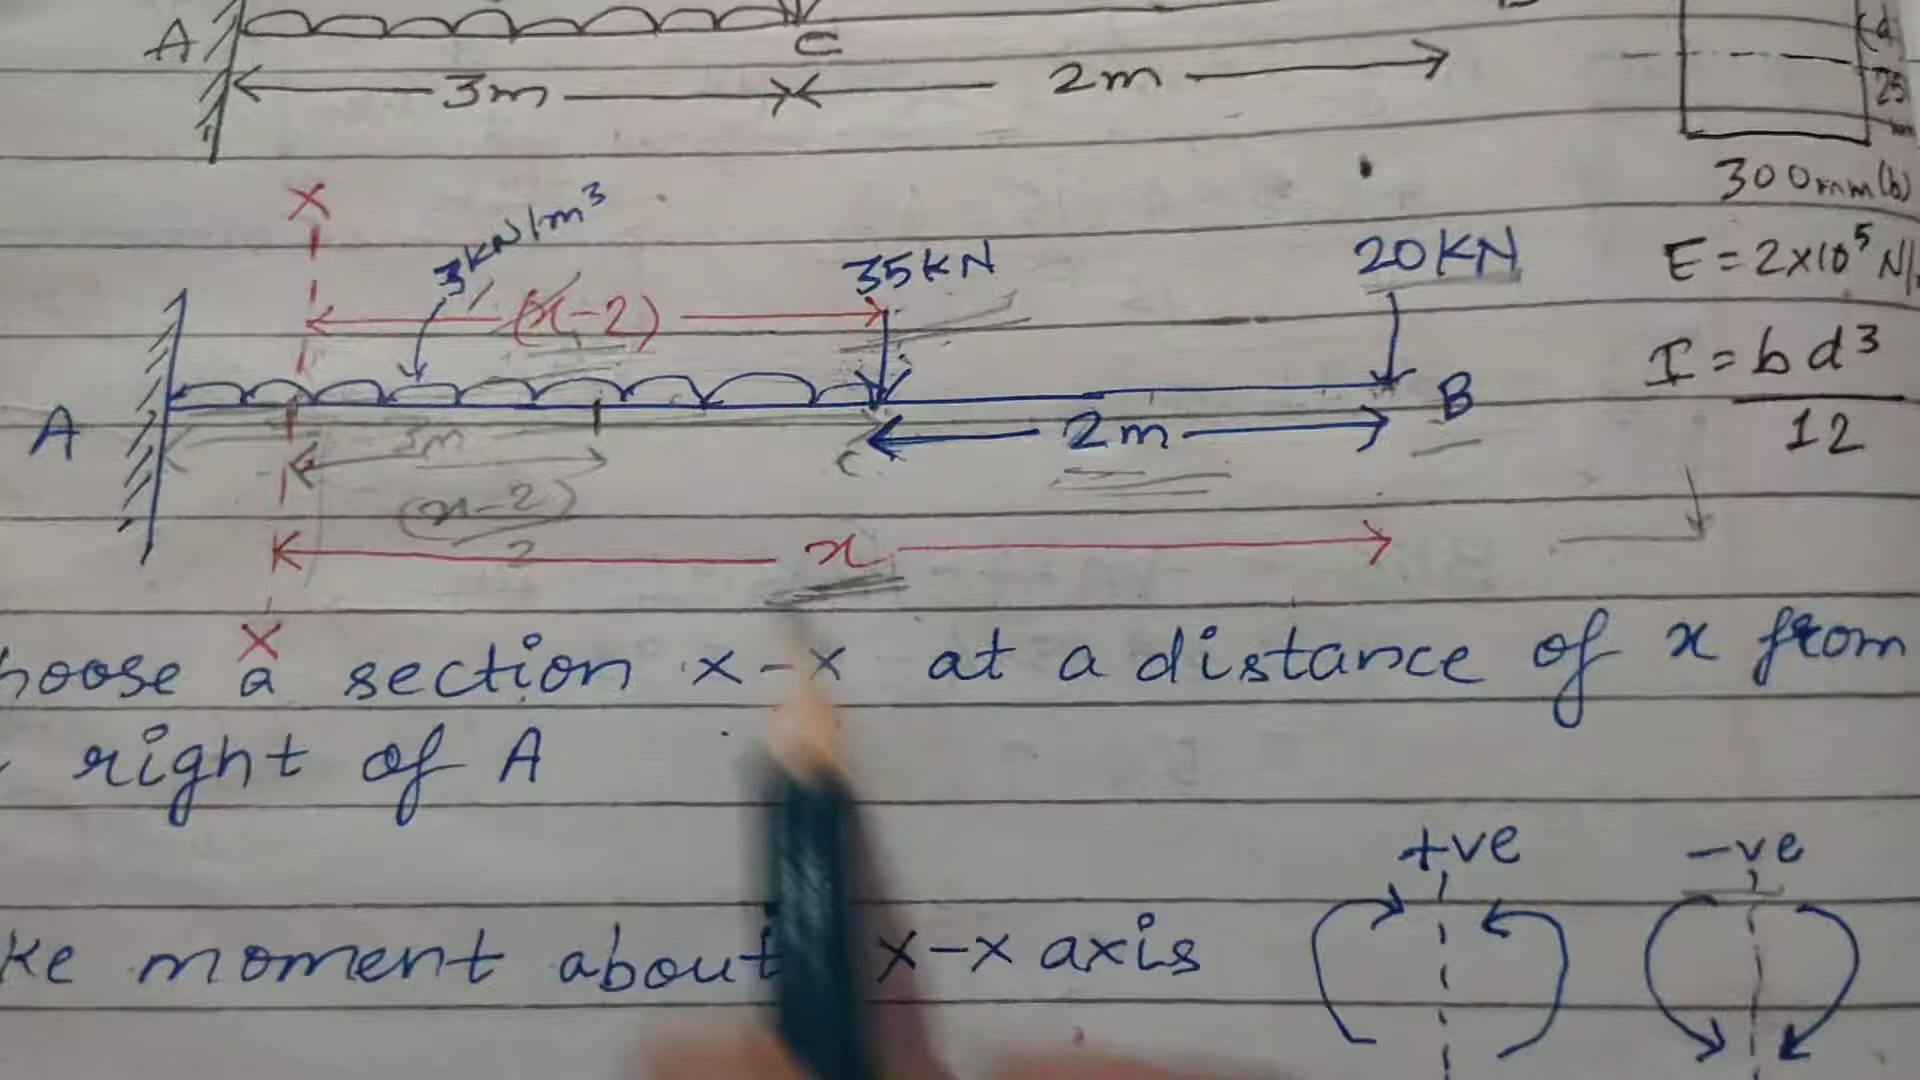 A
C
3m
2m
d
25
300mm(b)
X
3KN/m³
(x-2)
35KN
20KN
E = 2x10⁵ N/
A
3m
C
2m
B
I = bd³
12
(x-2)
2
x
X
hoose a section x-x at a distance of x from
right of A
+ve
-ve
ke moment about x-x axis